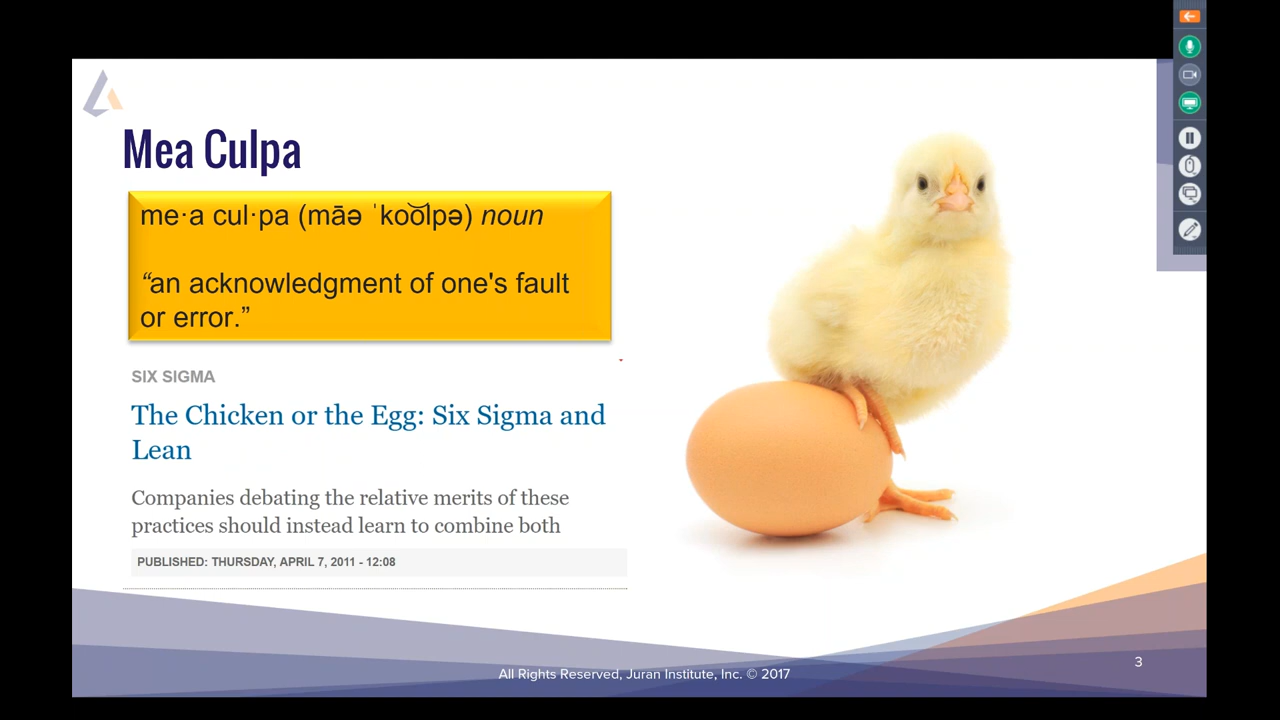 Mea Culpa
me·a cul·pa (māə ˈko͝olpə) noun
“an acknowledgment of one's fault
or error.”
SIX SIGMA
The Chicken or the Egg: Six Sigma and
Lean
Companies debating the relative merits of these
practices should instead learn to combine both
PUBLISHED: THURSDAY, APRIL 7, 2011 - 12:08
3
All Rights Reserved, Juran Institute, Inc. © 2017